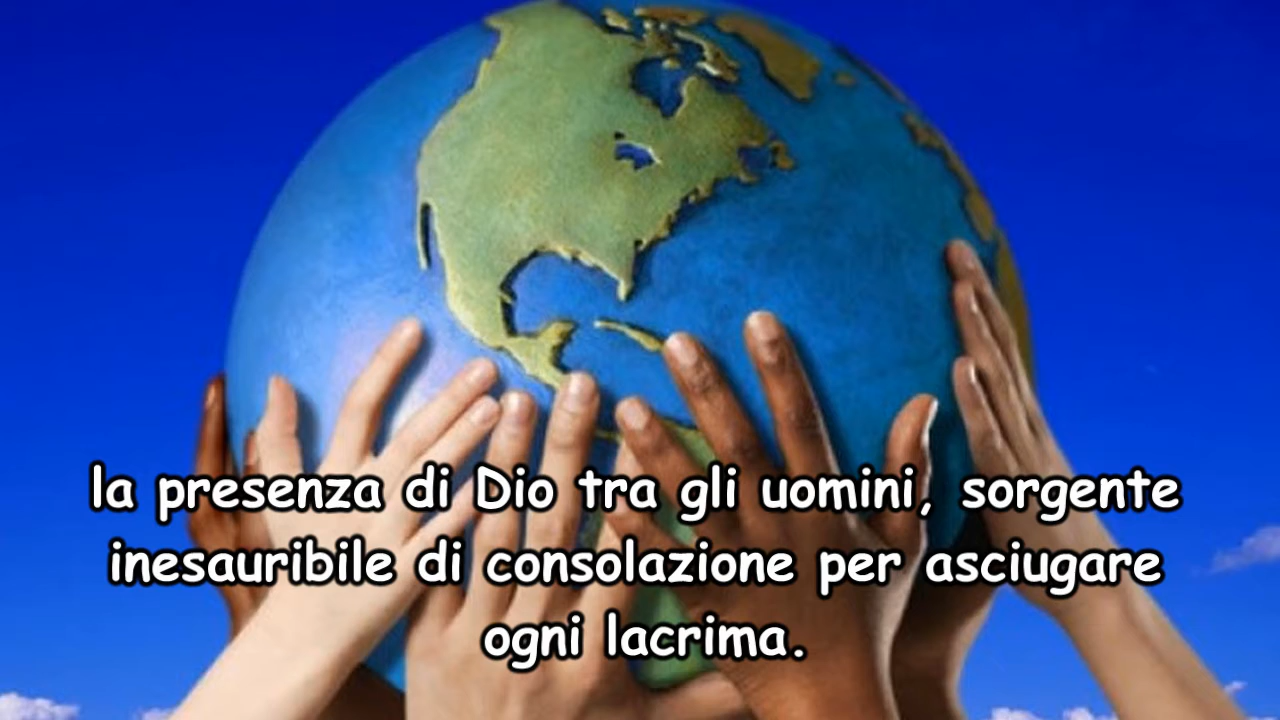 la presenza di Dio tra gli uomini, sorgente
inesauribile di consolazione per asciugare
ogni lacrima.